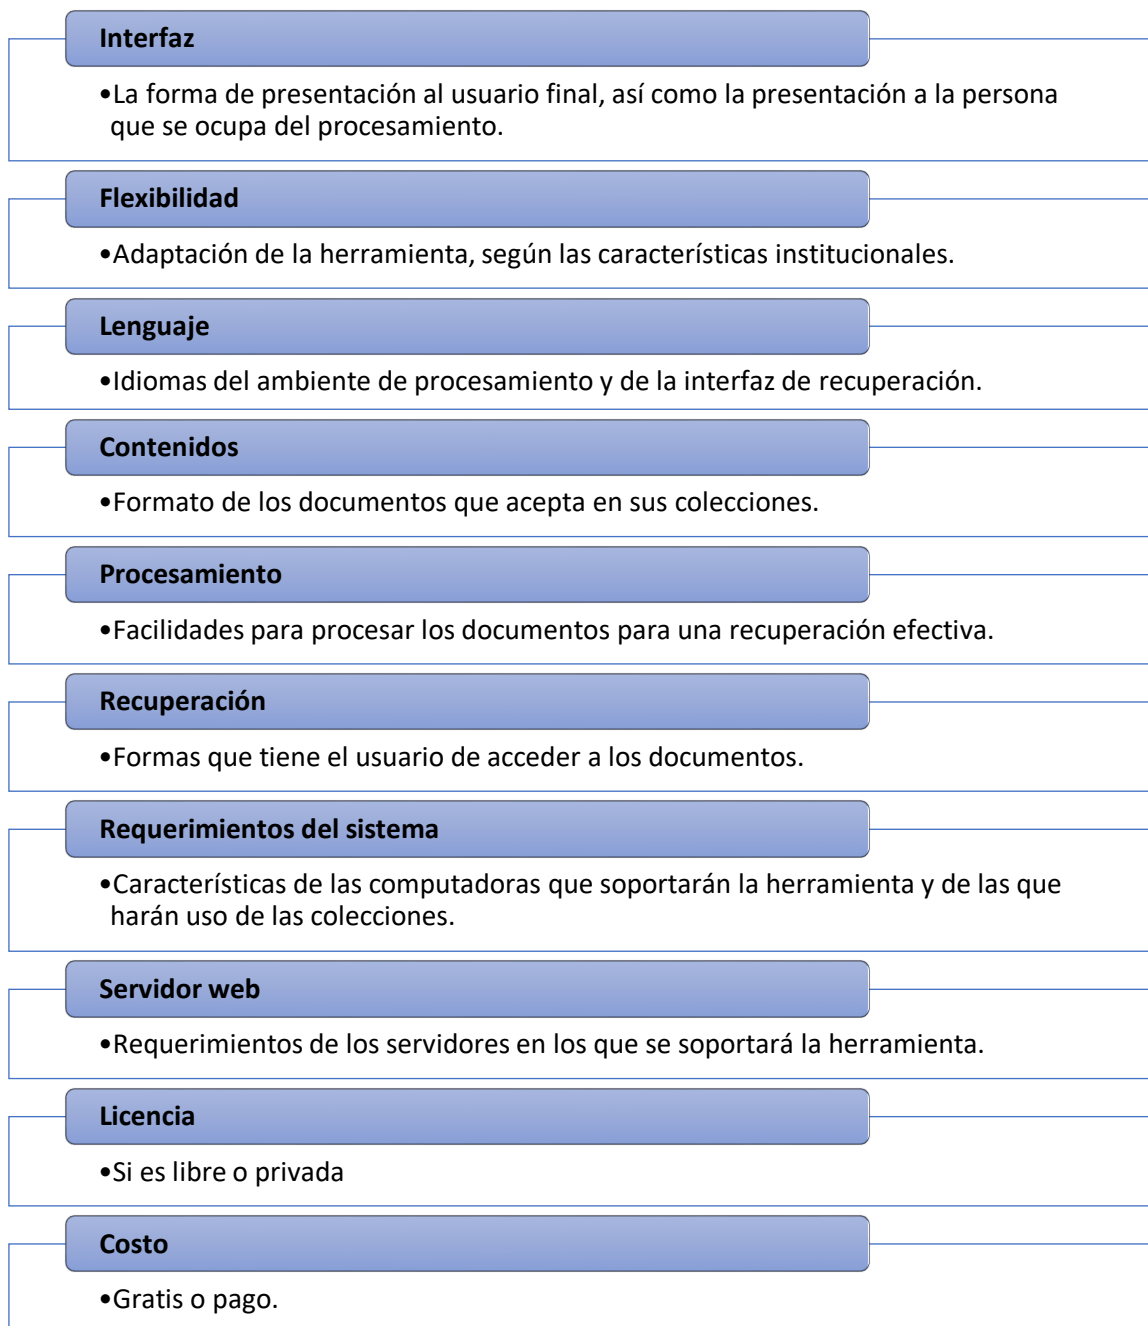 Interfaz
•La forma de presentación al usuario final, así como la presentación a la persona
que se ocupa del procesamiento.
Flexibilidad
•Adaptación de la herramienta, según las características institucionales.
Lenguaje
•Idiomas del ambiente de procesamiento y de la interfaz de recuperación.
Contenidos
•Formato de los documentos que acepta en sus colecciones.
Procesamiento
•Facilidades para procesar los documentos para una recuperación efectiva.
Recuperación
•Formas que tiene el usuario de acceder a los documentos.
Requerimientos del sistema
•Características de las computadoras que soportarán la herramienta y de las que
harán uso de las colecciones.
Servidor web
•Requerimientos de los servidores en los que se soportará la herramienta.
Licencia
•Si es libre o privada
Costo
•Gratis o pago.